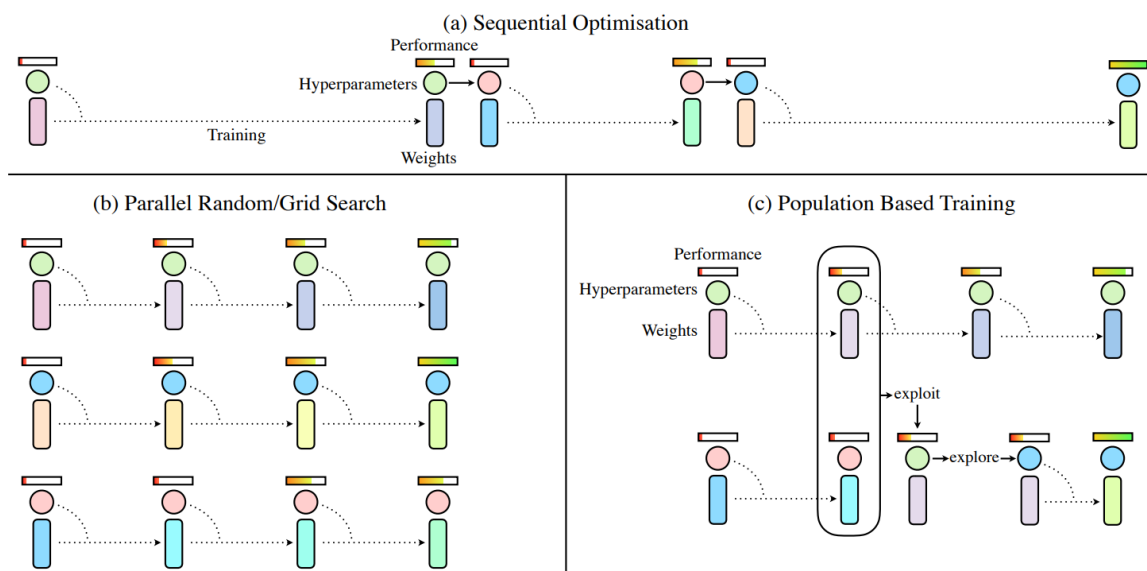 (a) Sequential Optimisation
Performance
Hyperparameters
Training
Weights
(b) Parallel Random/Grid Search
(c) Population Based Training
Performance
Hyperparameters
Weights
exploit
explore